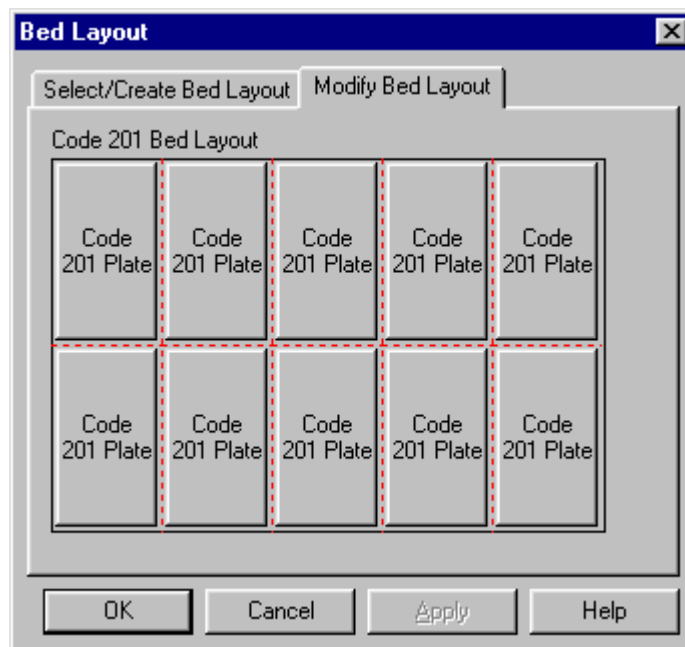 Bed Layout
Select/Create Bed Layout
Modify Bed Layout
Code 201 Bed Layout
Code
201 Plate
Code
201 Plate
Code
201 Plate
Code
201 Plate
Code
201 Plate
Code
201 Plate
Code
201 Plate
Code
201 Plate
Code
201 Plate
Code
201 Plate
OK
Cancel
Apply
Help